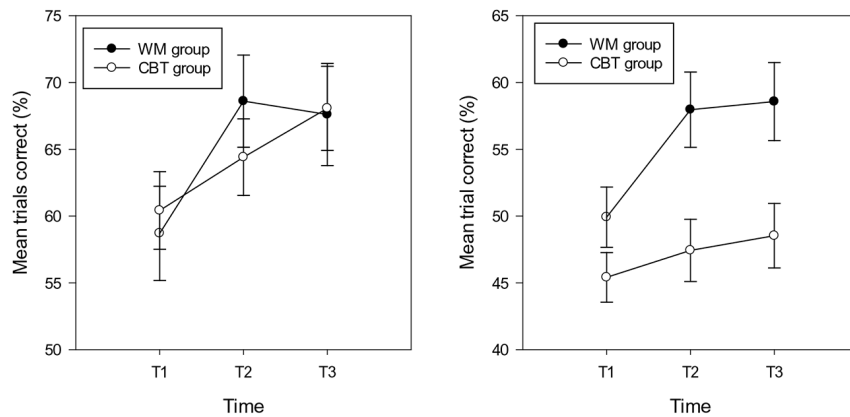 75
70
65
60
55
50
Mean trials correct (%)
WM group
CBT group
T1 T2 T3
Time
65
60
55
50
45
40
Mean trial correct (%)
WM group
CBT group
T1 T2 T3
Time